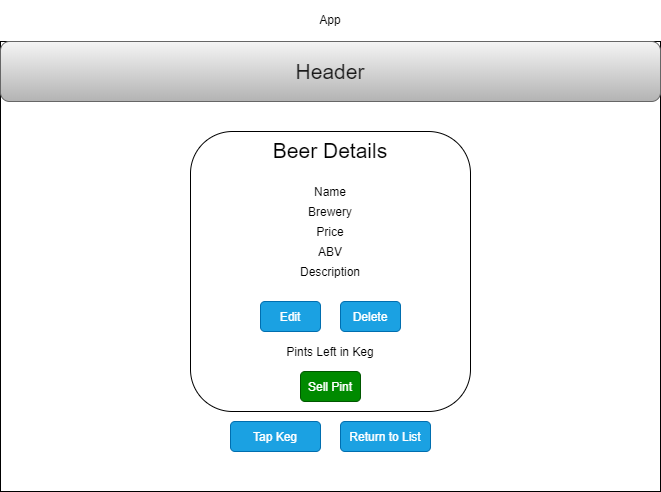 App
Header
Beer Details
Name
Brewery
Price
ABV
Description
Edit Delete
Pints Left in Keg
Sell Pint
Tap Keg Return to List